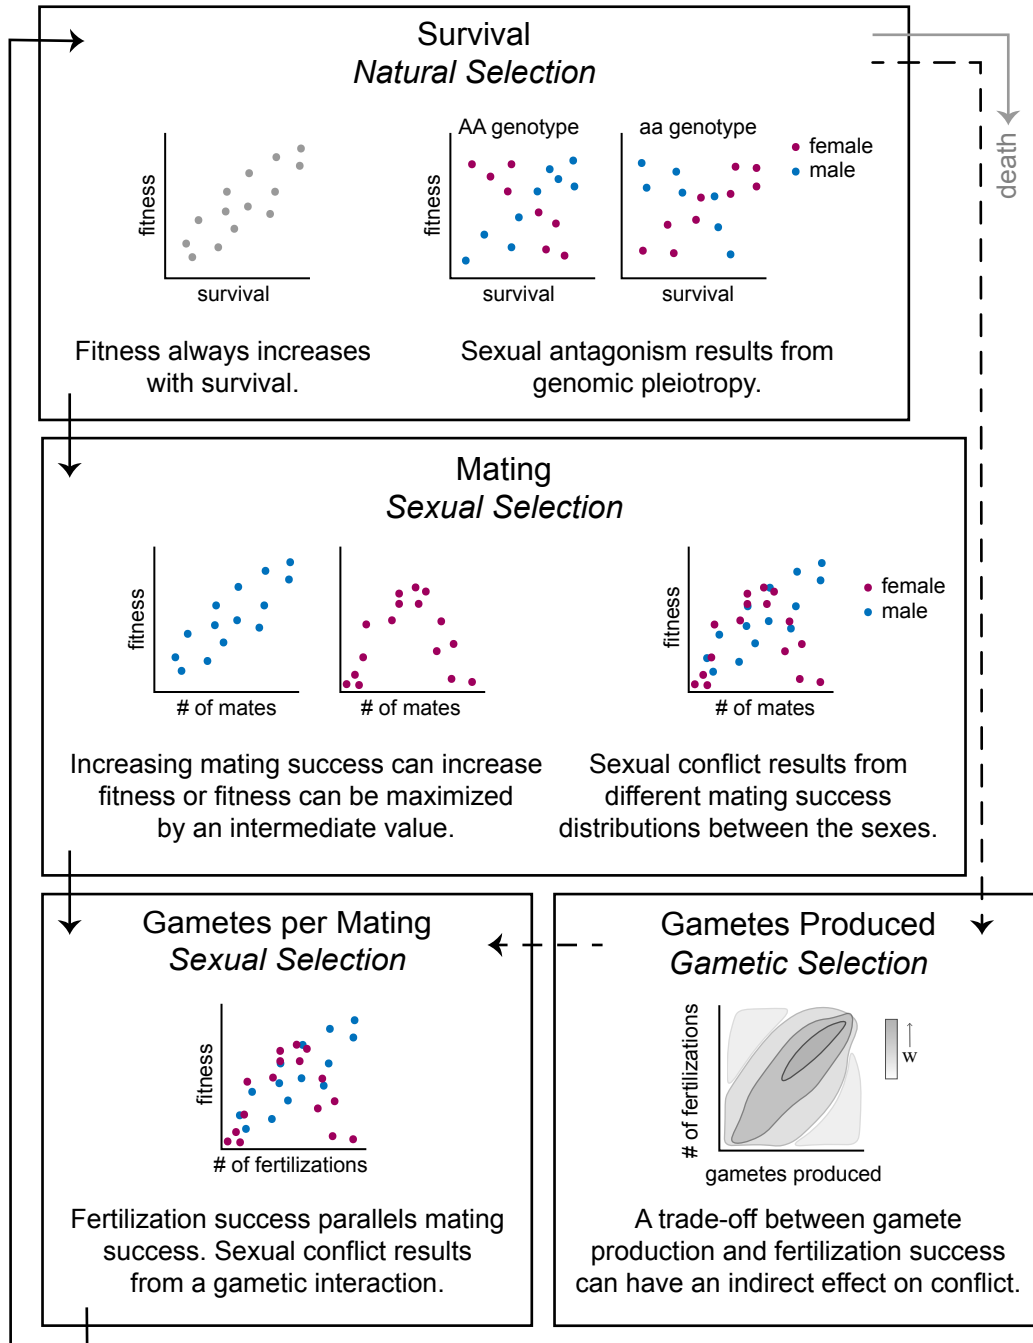 Survival
Natural Selection
death
fitness
survival
AA genotype
fitness
survival
aa genotype
survival
female
male
Fitness always increases
with survival.
Sexual antagonism results from
genomic pleiotropy.
Mating
Sexual Selection
fitness
# of mates
# of mates
fitness
# of mates
female
male
Increasing mating success can increase
fitness or fitness can be maximized
by an intermediate value.
Sexual conflict results from
different mating success
distributions between the sexes.
Gametes per Mating
Sexual Selection
fitness
# of fertilizations
Fertilization success parallels mating
success. Sexual conflict results
from a gametic interaction.
Gametes Produced
Gametic Selection
# of fertilizations
gametes produced
w
A trade-off between gamete
production and fertilization success
can have an indirect effect on conflict.